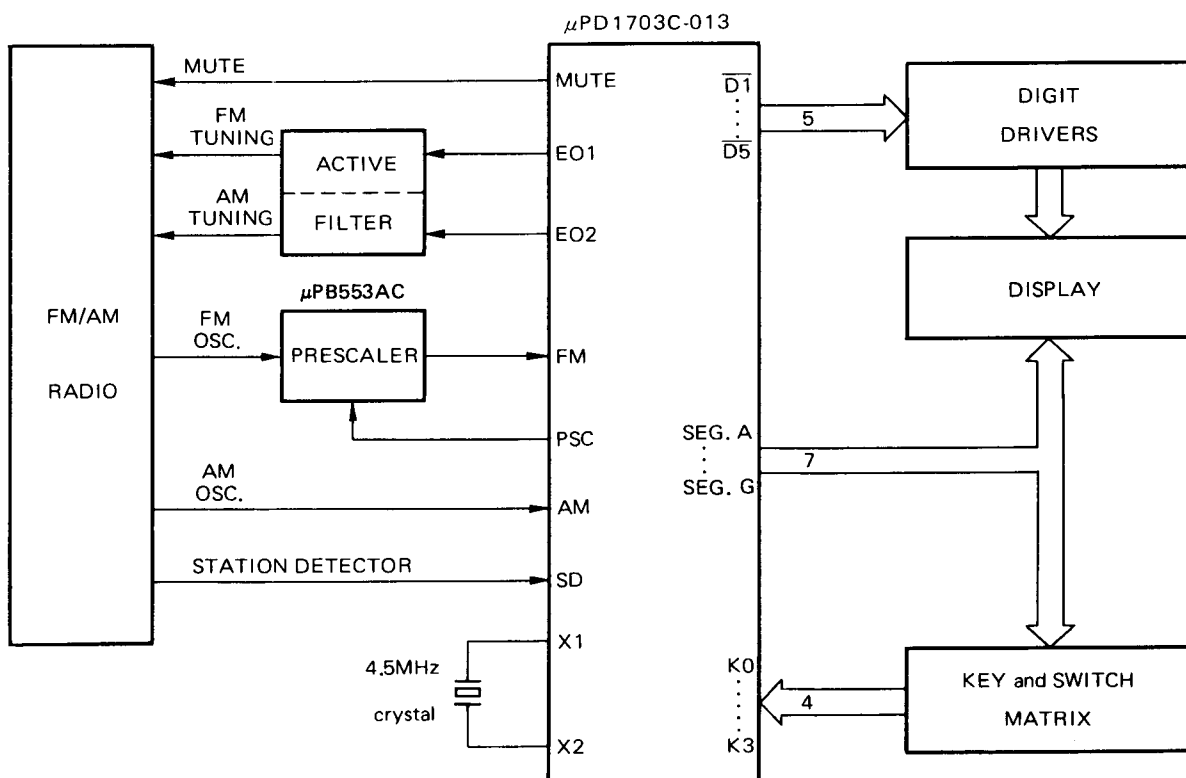 μPD1703C-013
MUTE
MUTE
FM
TUNING
AM
TUNING
ACTIVE
FILTER
EO1
EO2
μPB553AC
FM/AM
RADIO
FM
OSC.
PRESCALER
FM
PSC
AM
OSC.
AM
STATION DETECTOR
SD
X1
4.5MHz
crystal
X2
D1
D5
5
DIGIT
DRIVERS
DISPLAY
SEG. A
SEG. G
7
K0
K3
4
KEY and SWITCH
MATRIX